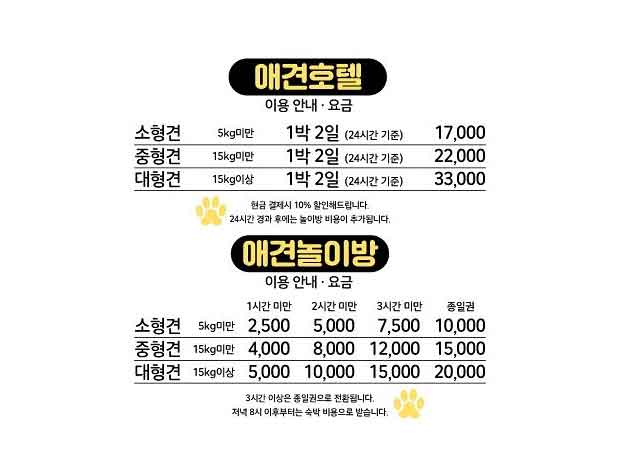 애견호텔
이용 안내 · 요금
소형견 5kg미만 1박 2일 (24시간 기준) 17,000
중형견 15kg미만 1박 2일 (24시간 기준) 22,000
대형견 15kg이상 1박 2일 (24시간 기준) 33,000
현금 결제시 10% 할인해드립니다.
24시간 경과 후에는 놀이방 비용이 추가됩니다.
애견놀이방
이용 안내 · 요금
1시간 미만 2시간 미만 3시간 미만 종일권
소형견 5kg미만 2,500 5,000 7,500 10,000
중형견 15kg미만 4,000 8,000 12,000 15,000
대형견 15kg이상 5,000 10,000 15,000 20,000
3시간 이상은 종일권으로 전환됩니다.
저녁 8시 이후부터는 숙박 비용으로 받습니다.